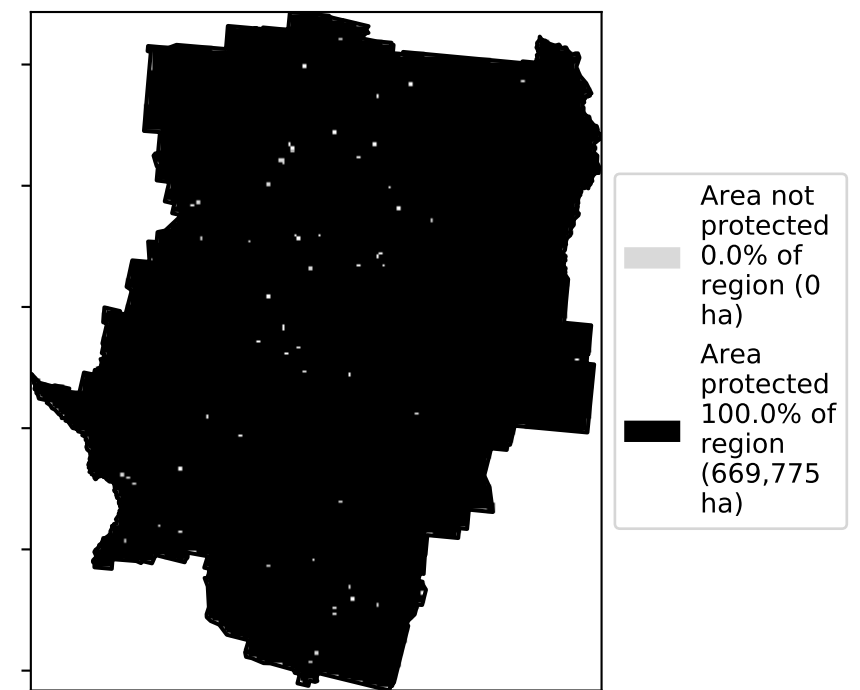 Area not
protected
0.0% of
region (0
ha)
Area
protected
100.0% of
region
(669,775
ha)